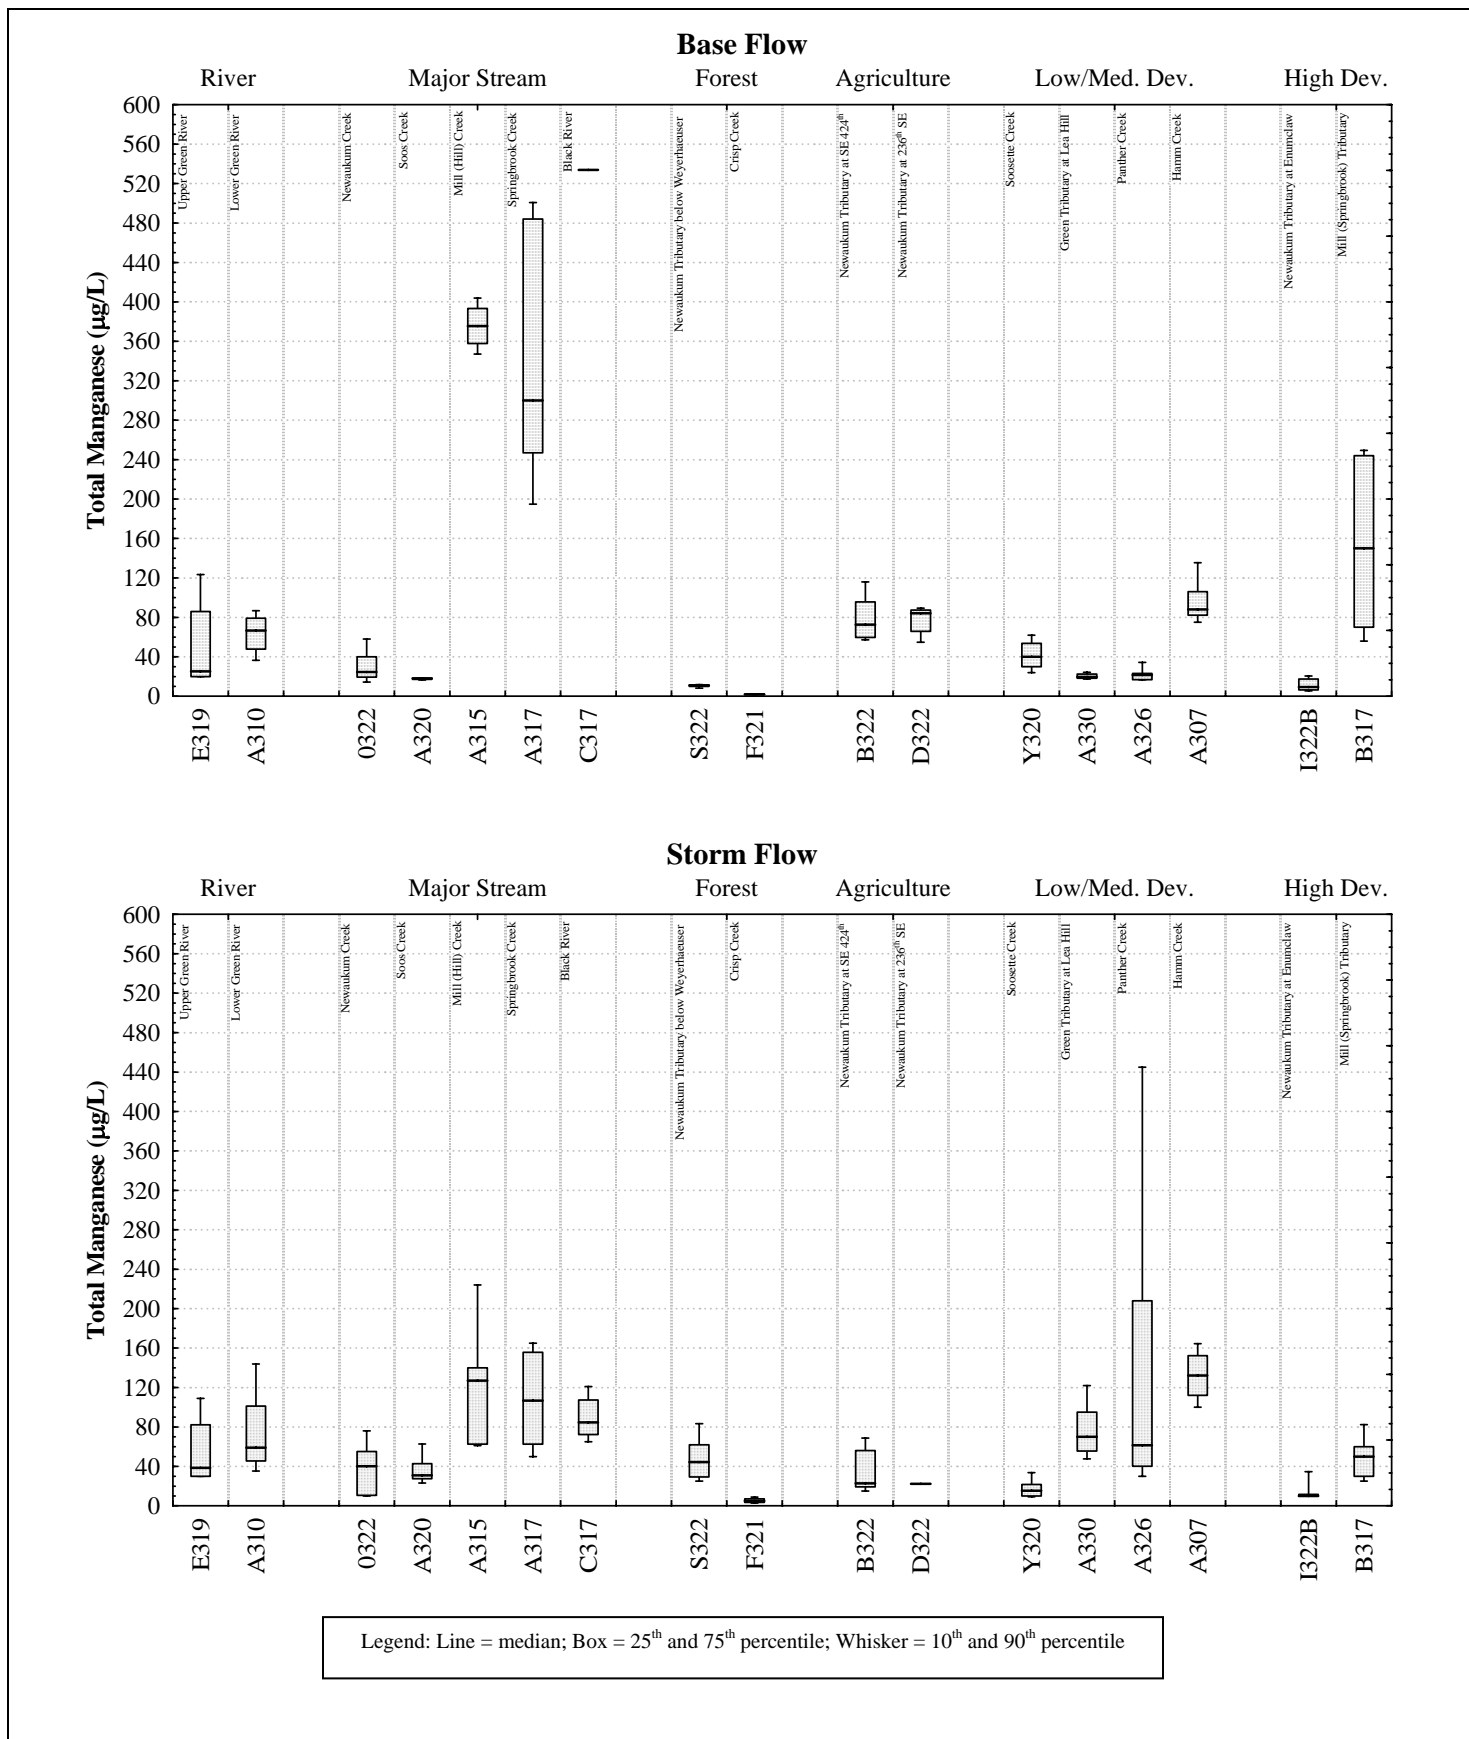 Base Flow
River Major Stream Forest Agriculture Low/Med. Dev. High Dev.
Total Manganese (µg/L)
600
560
520
480
440
400
360
320
280
240
200
160
120
80
40
0
Upper Green River
Lower Green River
Newaukum Creek
Soos Creek
Mill (Hill) Creek
Springbrook Creek
Black River
Newaukum Tributary below Weyerhaeuser
Crisp Creek
Newaukum Tributary at SE 424th
Newaukum Tributary at 236th SE
Soosette Creek
Green Tributary at Lea Hill
Panther Creek
Hamm Creek
Newaukum Tributary at Enumclaw
Mill (Springbrook) Tributary
E319 A310 0322 A320 A315 A317 C317 S322 F321 B322 D322 Y320 A330 A326 A307 I322B B317
Storm Flow
River Major Stream Forest Agriculture Low/Med. Dev. High Dev.
Total Manganese (µg/L)
600
560
520
480
440
400
360
320
280
240
200
160
120
80
40
0
Upper Green River
Lower Green River
Newaukum Creek
Soos Creek
Mill (Hill) Creek
Springbrook Creek
Black River
Newaukum Tributary below Weyerhaeuser
Crisp Creek
Newaukum Tributary at SE 424th
Newaukum Tributary at 236th SE
Soosette Creek
Green Tributary at Lea Hill
Panther Creek
Hamm Creek
Newaukum Tributary at Enumclaw
Mill (Springbrook) Tributary
E319 A310 0322 A320 A315 A317 C317 S322 F321 B322 D322 Y320 A330 A326 A307 I322B B317
Legend: Line = median; Box = 25th and 75th percentile; Whisker = 10th and 90th percentile